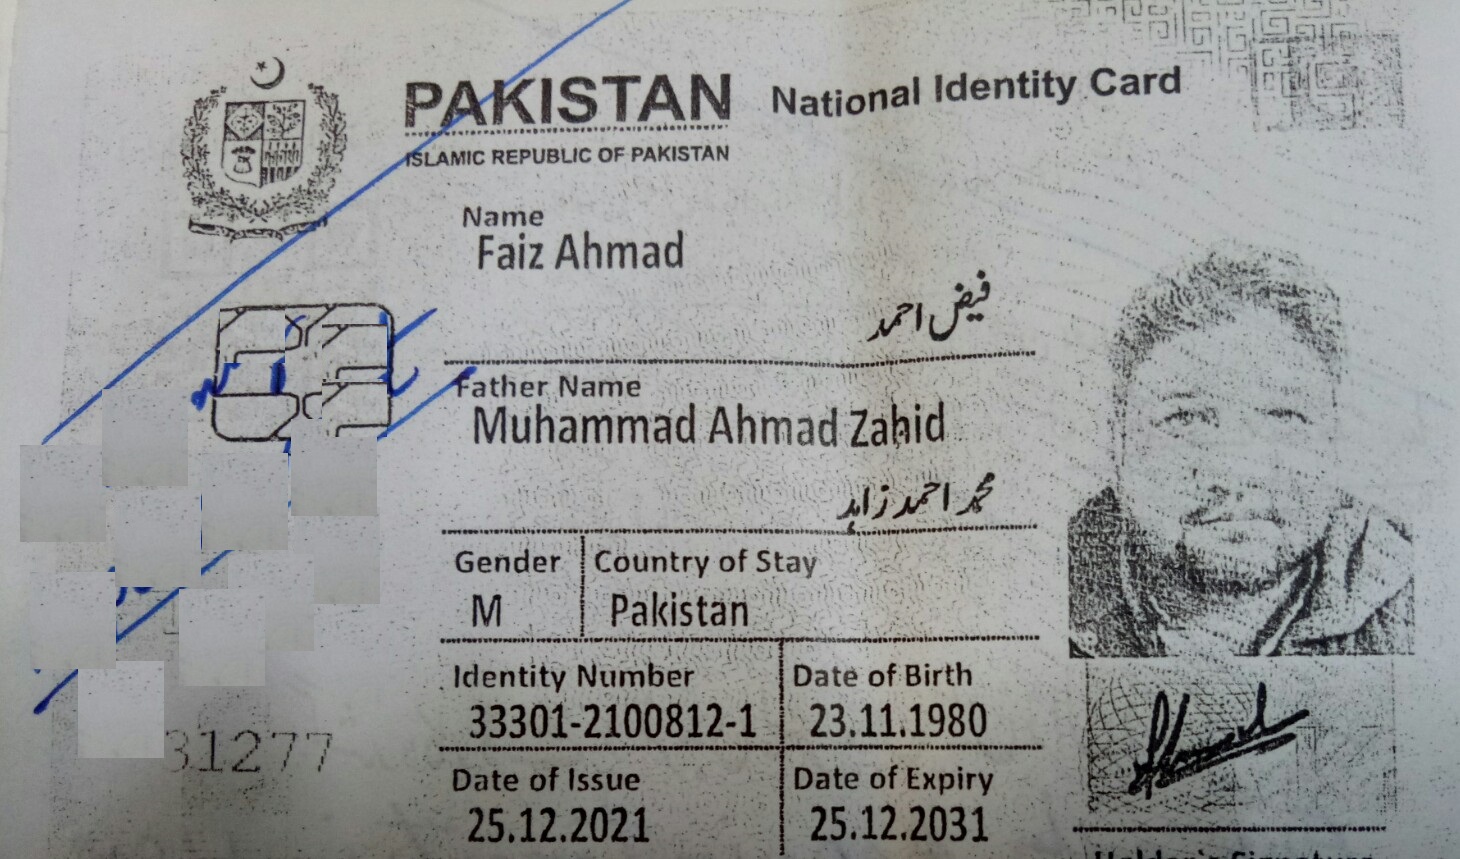 PAKISTAN National Identity Card
ISLAMIC REPUBLIC OF PAKISTAN
Name
Faiz Ahmad
فیض احمد
Father Name
Muhammad Ahmad Zahid
محمد احمد زاہد
Gender Country of Stay
M Pakistan
Identity Number Date of Birth
33301-2100812-1 23.11.1980
31277
Date of Issue Date of Expiry
25.12.2021 25.12.2031
Holder's Signature